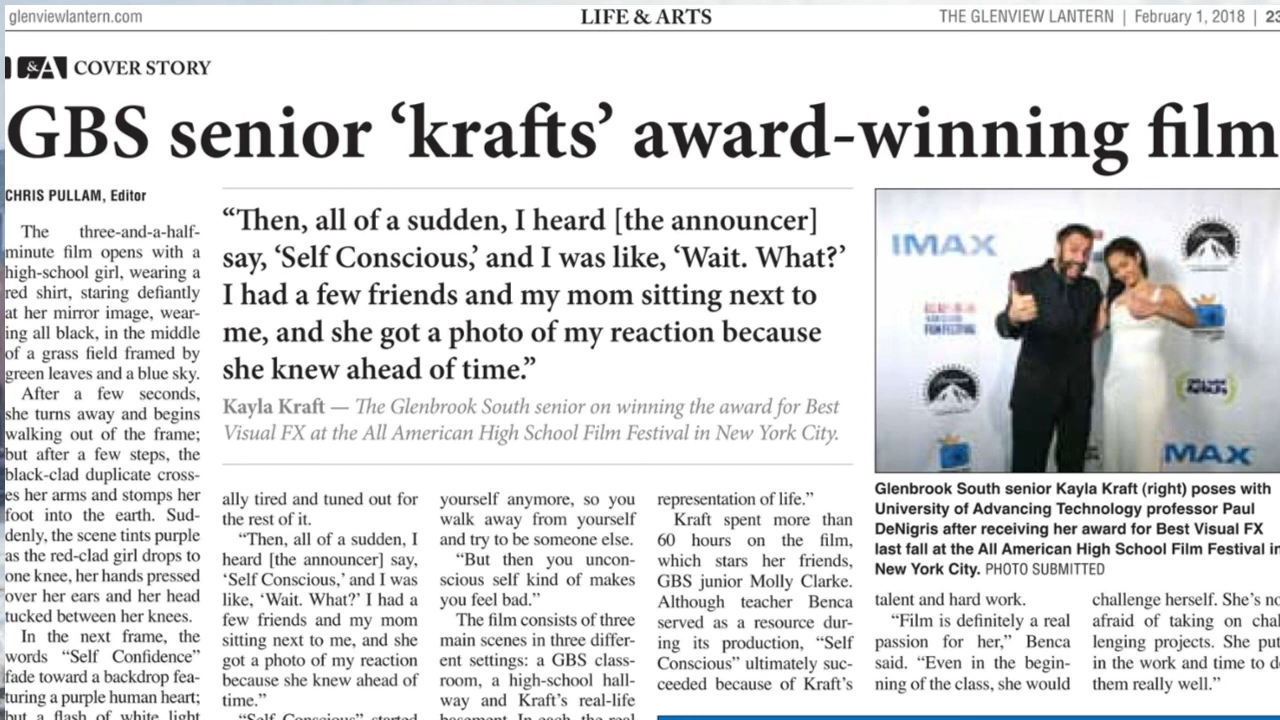 glenviewlantern.com
LIFE & ARTS
THE GLENVIEW LANTERN | February 1, 2018 | 23
&A COVER STORY
GBS senior ‘krafts’ award-winning film
CHRIS PULLAM, Editor
The three-and-a-half-
minute film opens with a
high-school girl, wearing a
red shirt, staring defiantly
at her mirror image, wear-
ing all black, in the middle
of a grass field framed by
green leaves and a blue sky.
After a few seconds,
she turns away and begins
walking out of the frame;
but after a few steps, the
black-clad duplicate cross-
es her arms and stomps her
foot into the earth. Sud-
denly, the scene tints purple
as the red-clad girl drops to
one knee, her hands pressed
over her ears and her head
tucked between her knees.
In the next frame, the
words “Self Confidence”
fade toward a backdrop fea-
turing a purple human heart;
but a flash of white light
“Then, all of a sudden, I heard [the announcer]
say, ‘Self Conscious,’ and I was like, ‘Wait. What?’
I had a few friends and my mom sitting next to
me, and she got a photo of my reaction because
she knew ahead of time.”
Kayla Kraft — The Glenbrook South senior on winning the award for Best
Visual FX at the All American High School Film Festival in New York City.
ally tired and tuned out for
the rest of it.
“Then, all of a sudden, I
heard [the announcer] say,
‘Self Conscious,’ and I was
like, ‘Wait. What?’ I had a
few friends and my mom
sitting next to me, and she
got a photo of my reaction
because she knew ahead of
time.”
“Self Conscious” started
yourself anymore, so you
walk away from yourself
and try to be someone else.
“But then you uncon-
scious self kind of makes
you feel bad.”
The film consists of three
main scenes in three differ-
ent settings: a GBS class-
room, a high-school hall-
way and Kraft’s real-life
basement. In each, the real
representation of life.”
Kraft spent more than
60 hours on the film,
which stars her friends,
GBS junior Molly Clarke.
Although teacher Benca
served as a resource dur-
ing its production, “Self
Conscious” ultimately suc-
ceeded because of Kraft’s
IMAX
Paramount
FILM FESTIVAL
MAX
Glenbrook South senior Kayla Kraft (right) poses with
University of Advancing Technology professor Paul
DeNigris after receiving her award for Best Visual FX
last fall at the All American High School Film Festival in
New York City. PHOTO SUBMITTED
talent and hard work.
“Film is definitely a real
passion for her,” Benca
said. “Even in the begin-
ning of the class, she would
challenge herself. She’s no
afraid of taking on chal
lenging projects. She put
in the work and time to d
them really well.”